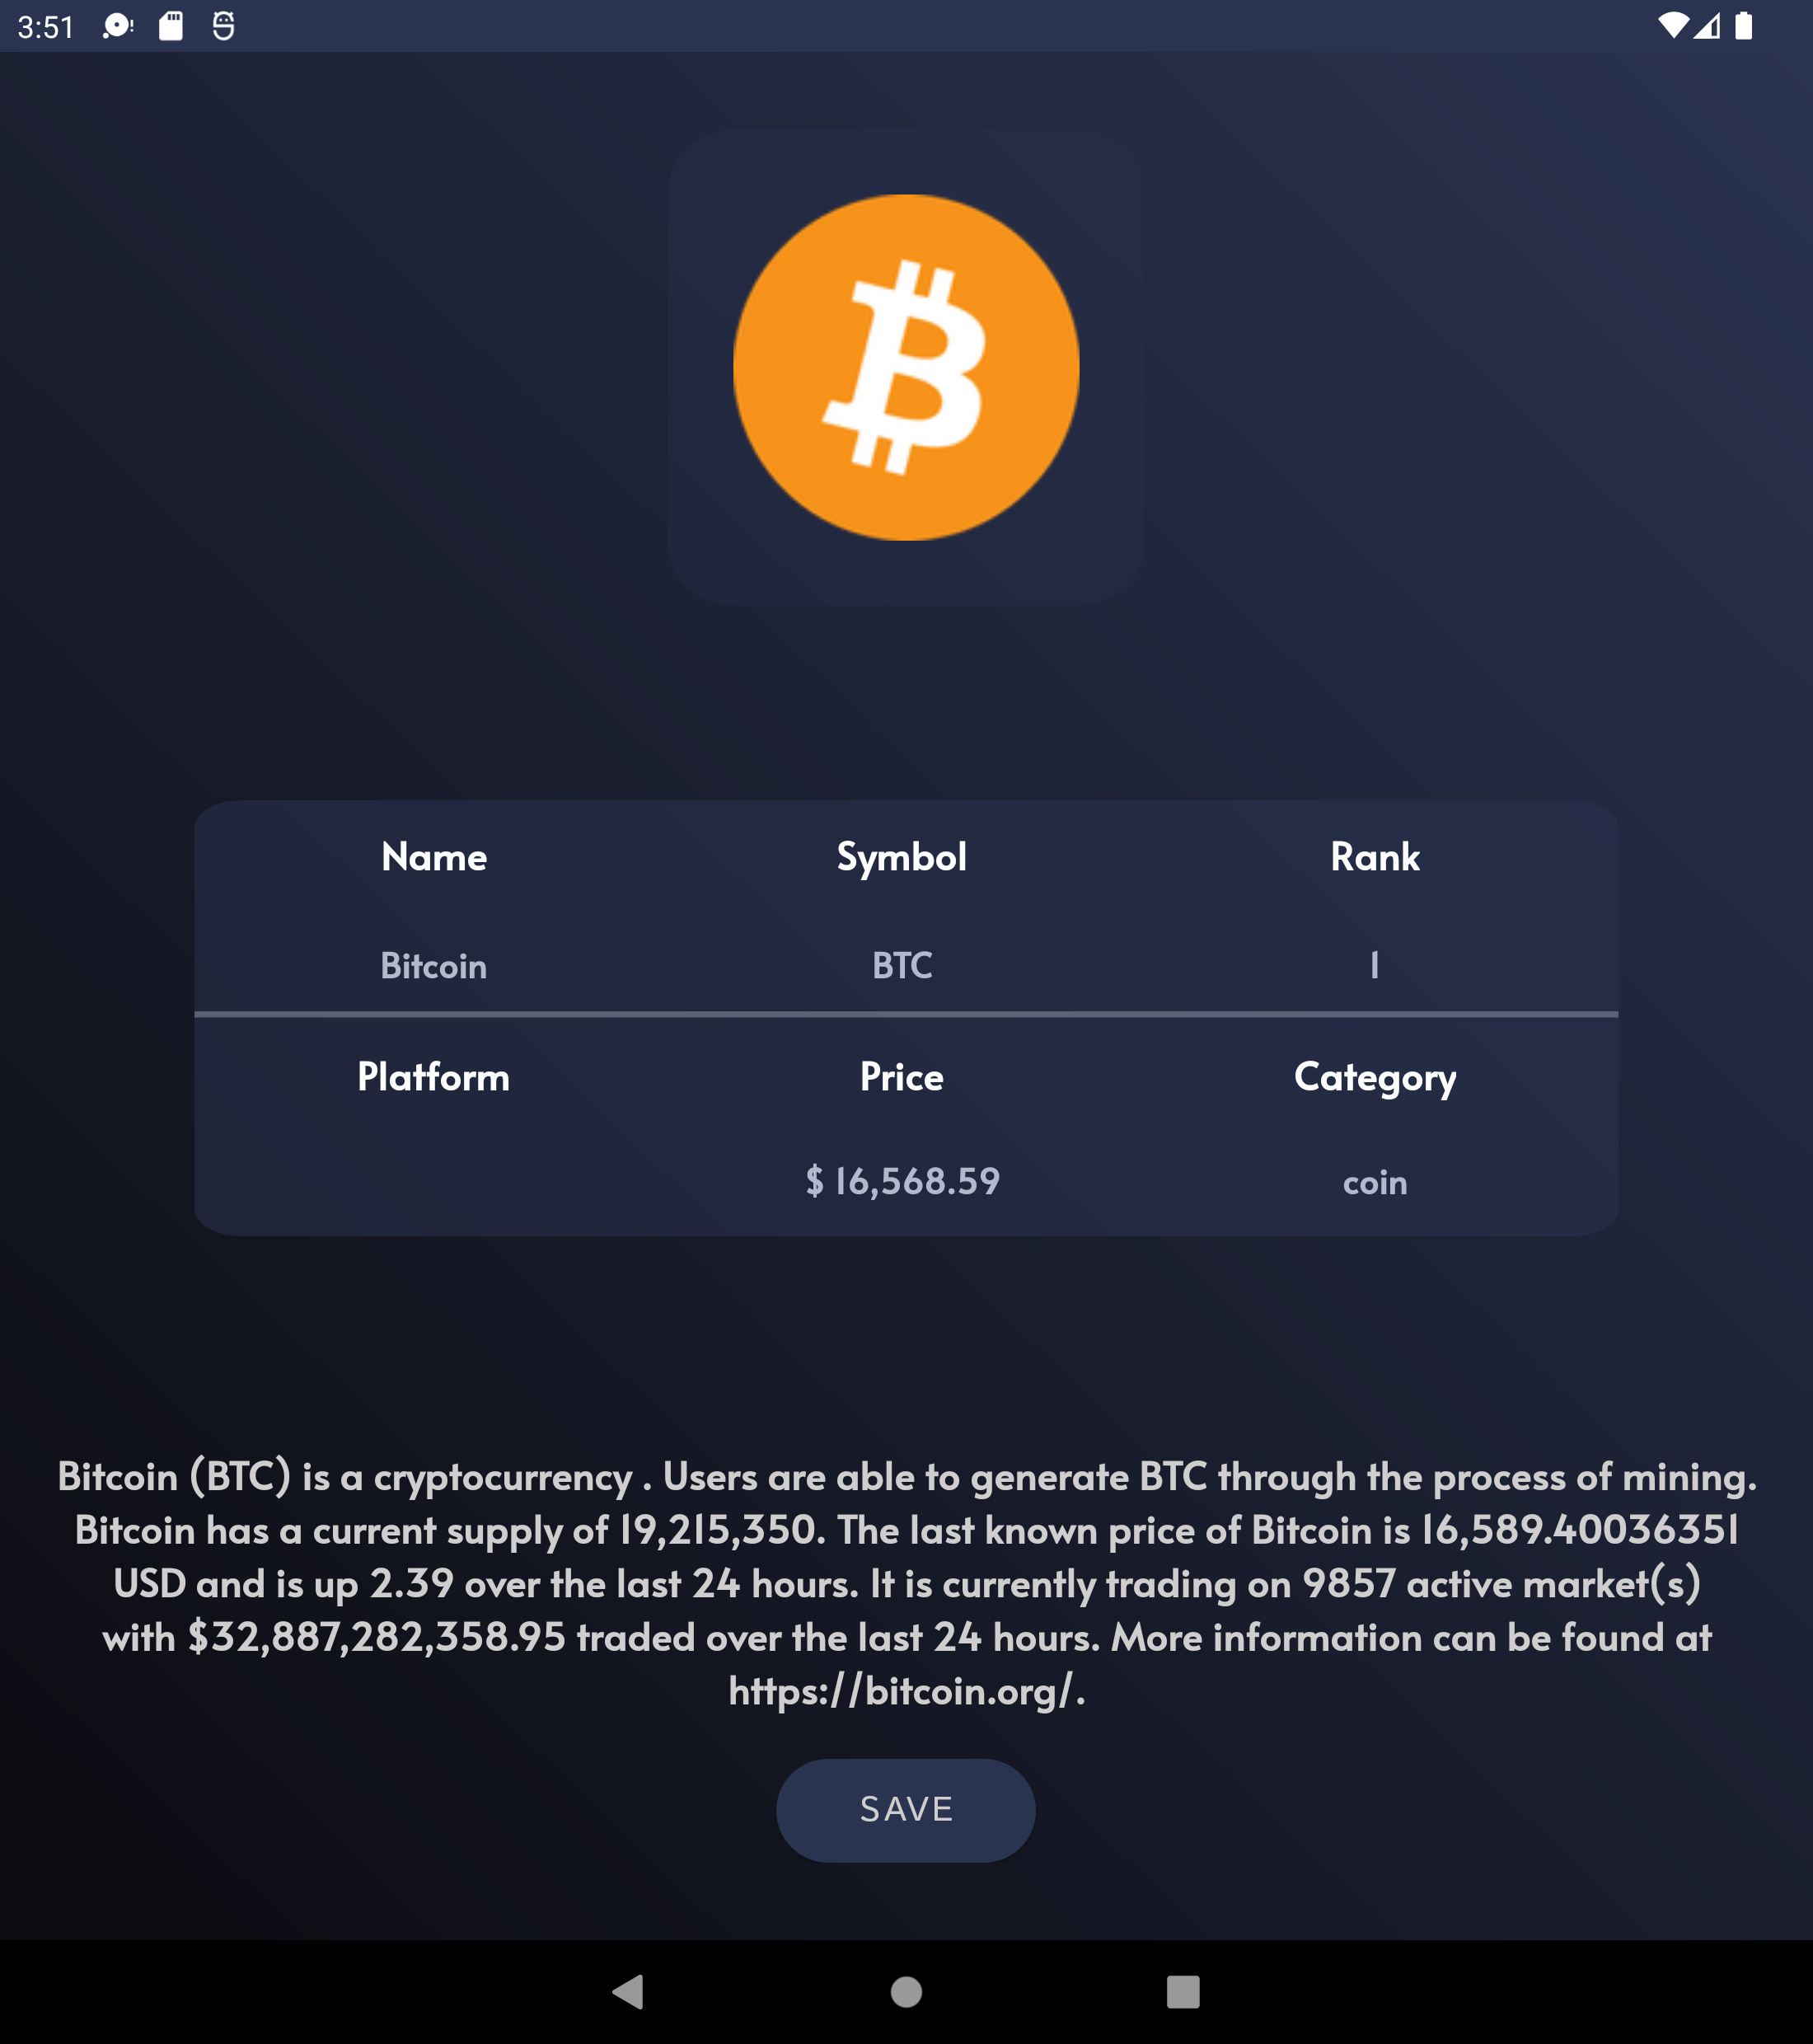 3:51
Name Symbol Rank
Bitcoin BTC 1
Platform Price Category
$ 16,568.59 coin
Bitcoin (BTC) is a cryptocurrency . Users are able to generate BTC through the process of mining.
Bitcoin has a current supply of 19,215,350. The last known price of Bitcoin is 16,589.40036351
USD and is up 2.39 over the last 24 hours. It is currently trading on 9857 active market(s)
with $32,887,282,358.95 traded over the last 24 hours. More information can be found at
https://bitcoin.org/.
SAVE